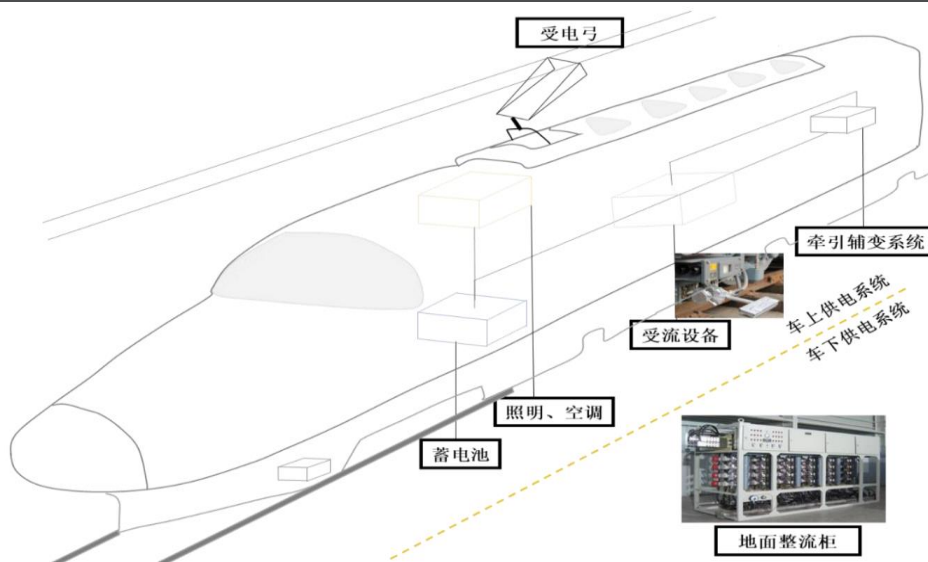 受电弓
牵引辅变系统
受流设备
车上供电系统
车下供电系统
照明、空调
蓄电池
地面整流柜